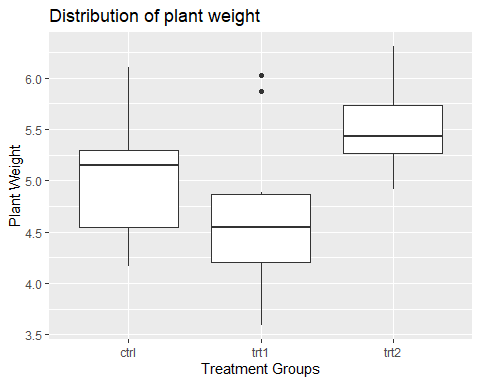 Distribution of plant weight
Plant Weight
6.0
5.5
5.0
4.5
4.0
3.5
ctrl trt1 trt2
Treatment Groups